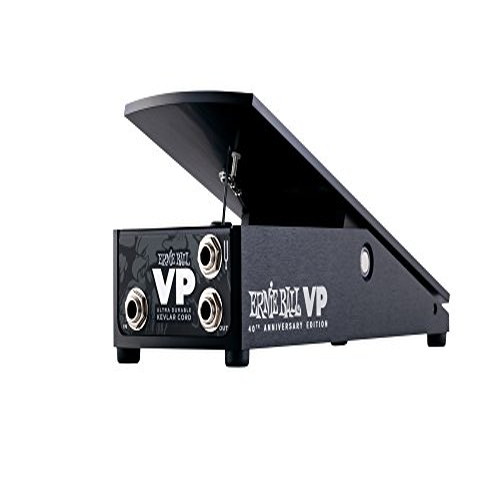 ERNIE BALL
VP
ULTRA DURABLE
KEVLAR CORD
IN
OUT
ERNIE BALL VP
40TH ANNIVERSARY EDITION